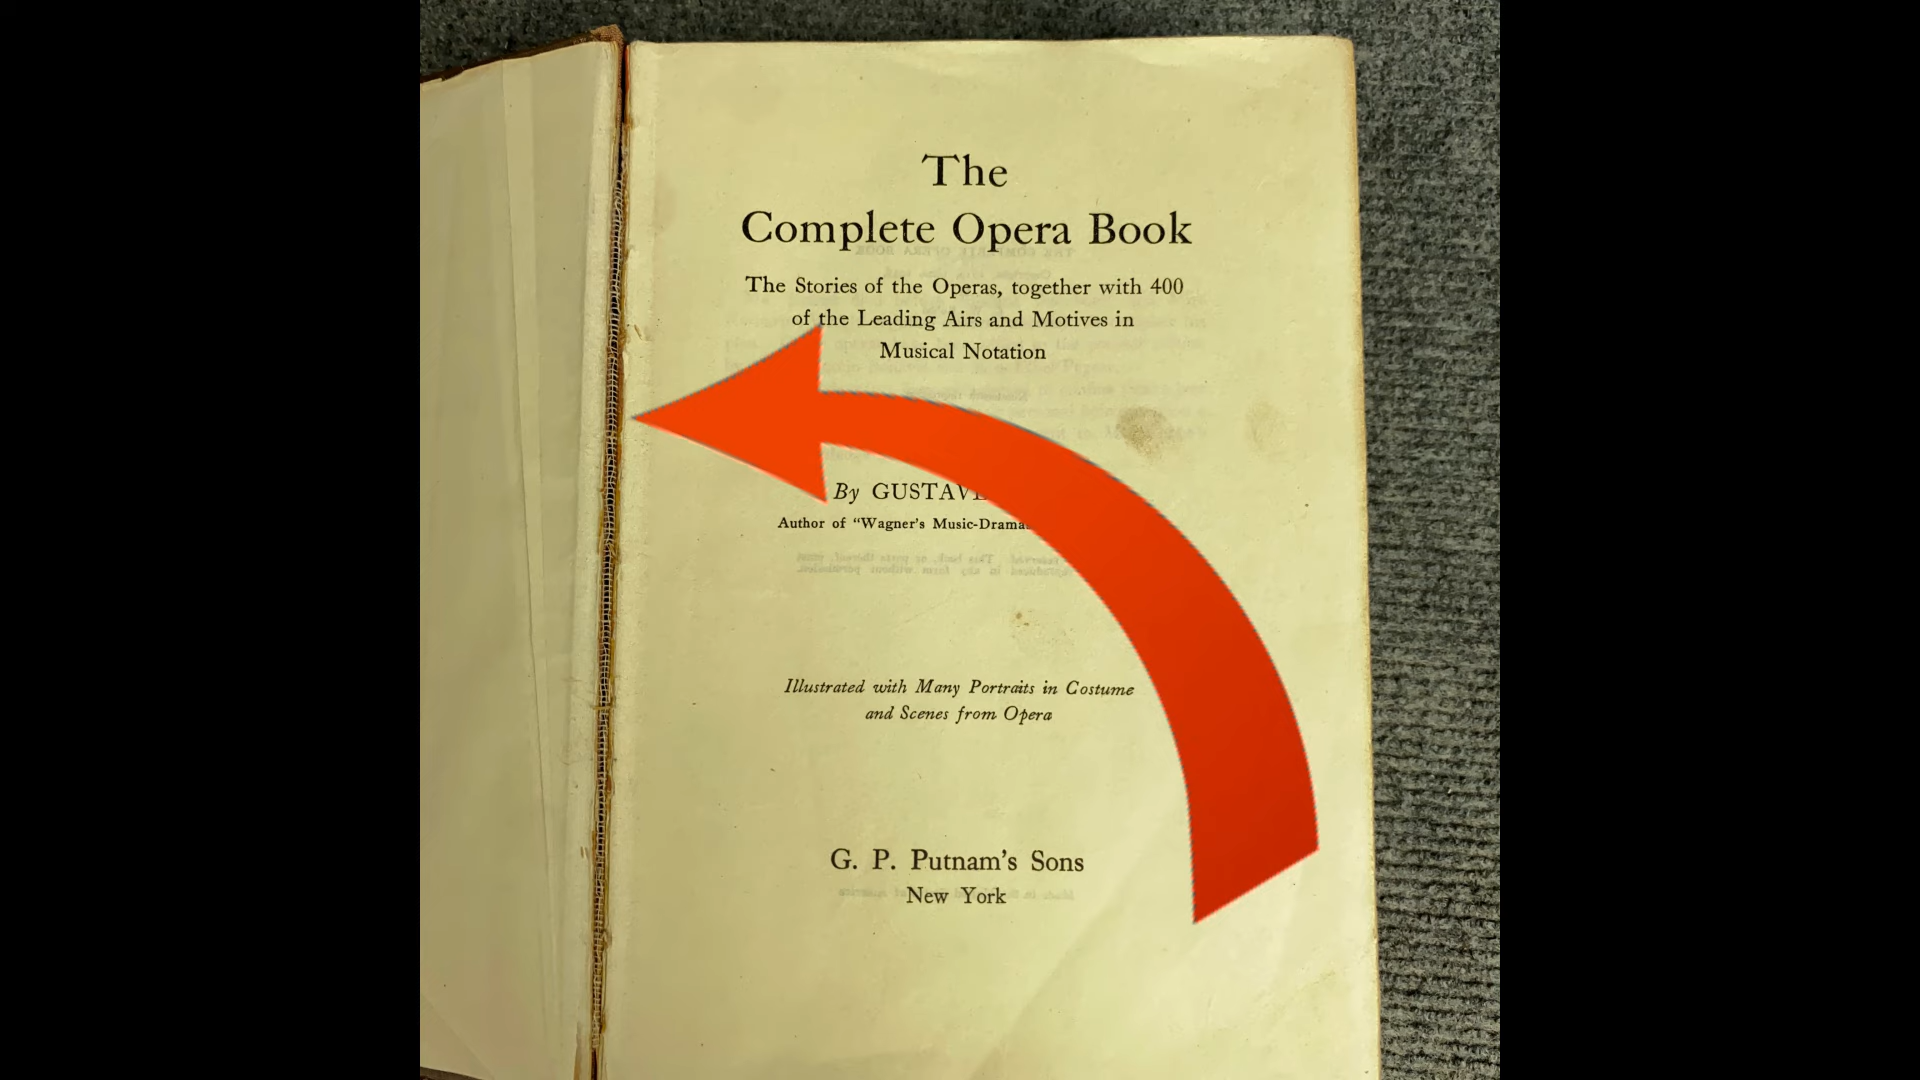 The
Complete Opera Book
The Stories of the Operas, together with 400
of the Leading Airs and Motives in
Musical Notation
By GUSTAVE
Author of "Wagner's Music-Dramas
Illustrated with Many Portraits in Costume
and Scenes from Opera
G. P. Putnam's Sons
New York